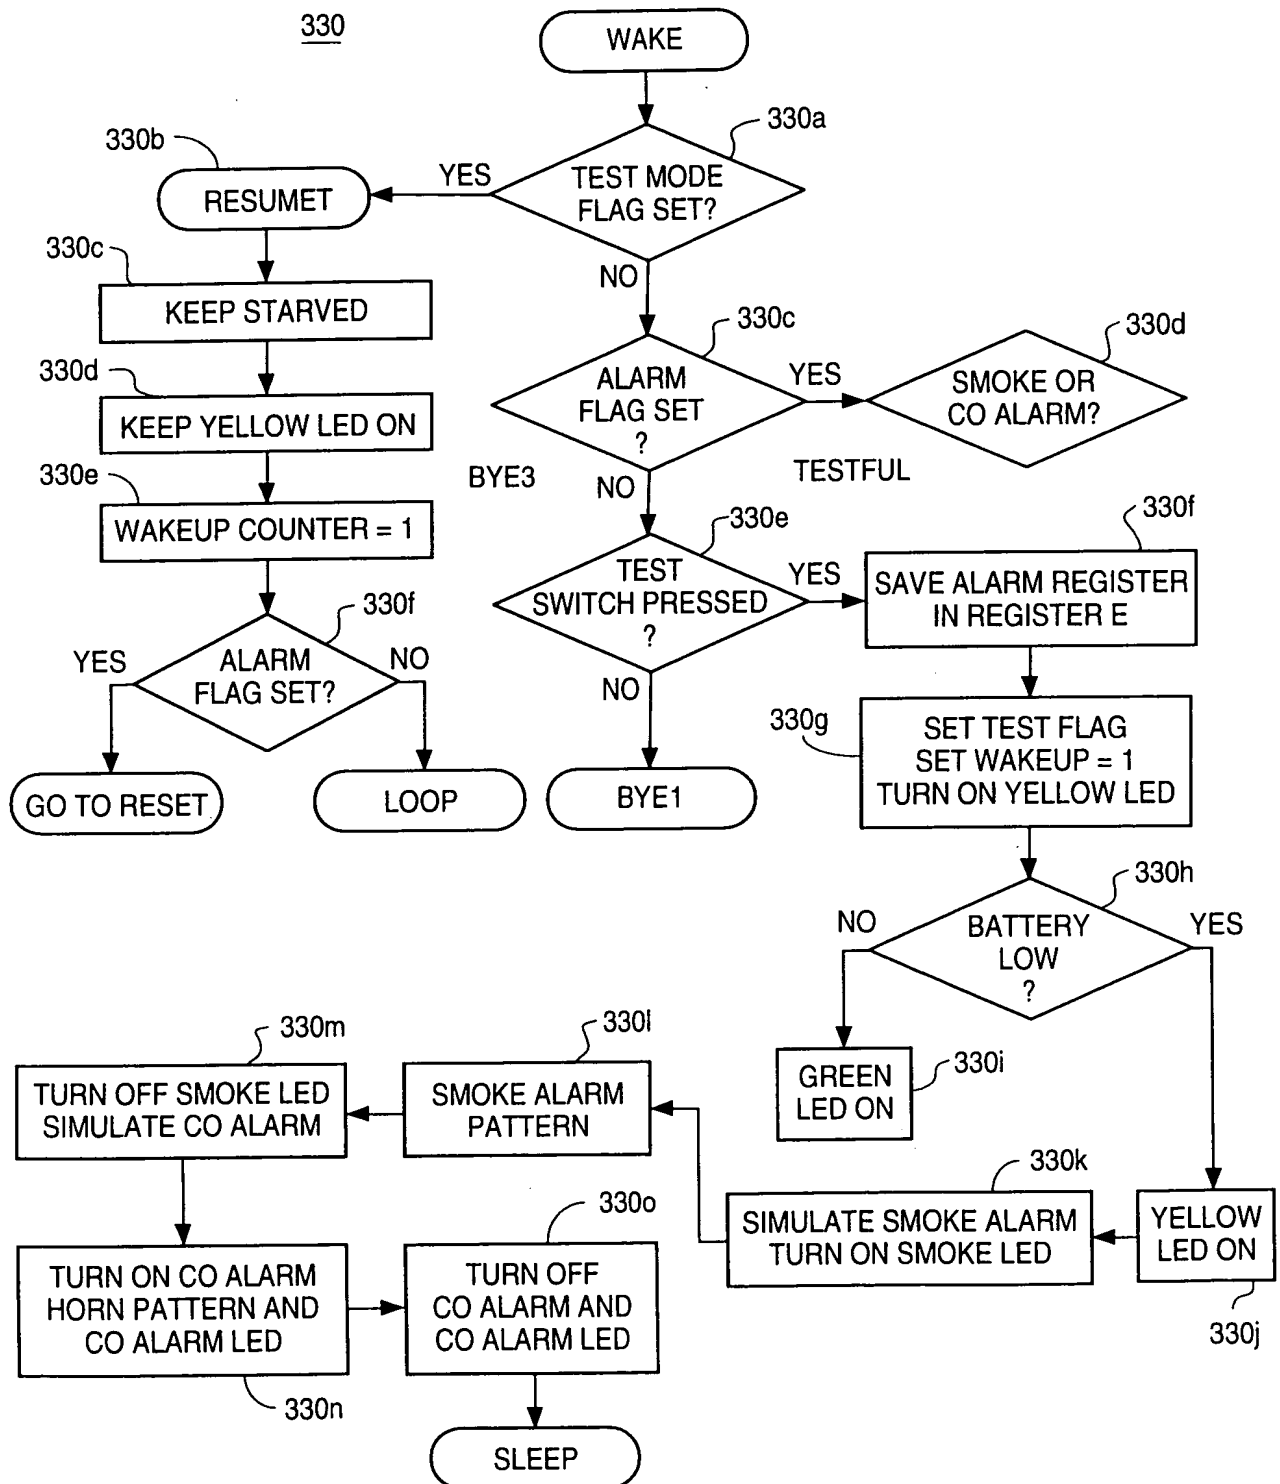 330
WAKE
330a
TEST MODE
FLAG SET?
YES
NO
330b
RESUMET
330c
KEEP STARVED
330d
KEEP YELLOW LED ON
330e
WAKEUP COUNTER = 1
330f
ALARM
FLAG SET?
YES
NO
GO TO RESET
LOOP
330c
ALARM
FLAG SET
?
YES
NO
330d
SMOKE OR
CO ALARM?
BYE3
TESTFUL
330e
TEST
SWITCH PRESSED
?
YES
NO
BYE1
330f
SAVE ALARM REGISTER
IN REGISTER E
330g
SET TEST FLAG
SET WAKEUP = 1
TURN ON YELLOW LED
330h
BATTERY
LOW
?
NO
YES
330i
GREEN
LED ON
YELLOW
LED ON
330j
330k
SIMULATE SMOKE ALARM
TURN ON SMOKE LED
330l
SMOKE ALARM
PATTERN
330m
TURN OFF SMOKE LED
SIMULATE CO ALARM
TURN ON CO ALARM
HORN PATTERN AND
CO ALARM LED
330n
330o
TURN OFF
CO ALARM AND
CO ALARM LED
SLEEP